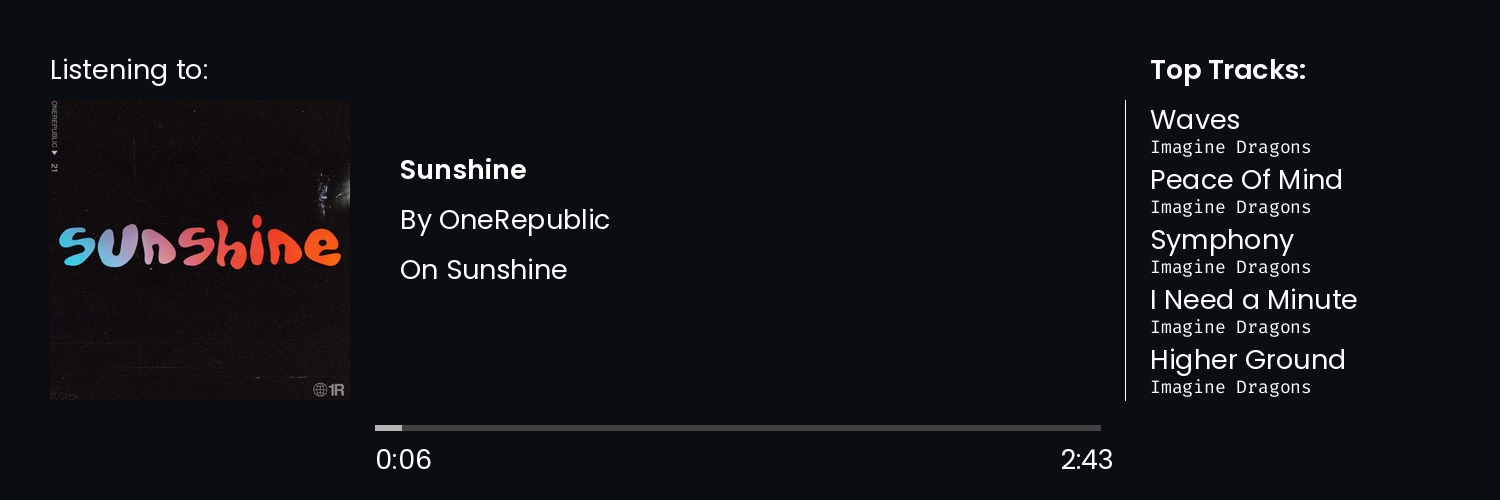 Listening to:
ONEREPUBLIC
21
sunshine
1R
Sunshine
By OneRepublic
On Sunshine
0:06
2:43
Top Tracks:
Waves
Imagine Dragons
Peace Of Mind
Imagine Dragons
Symphony
Imagine Dragons
I Need a Minute
Imagine Dragons
Higher Ground
Imagine Dragons